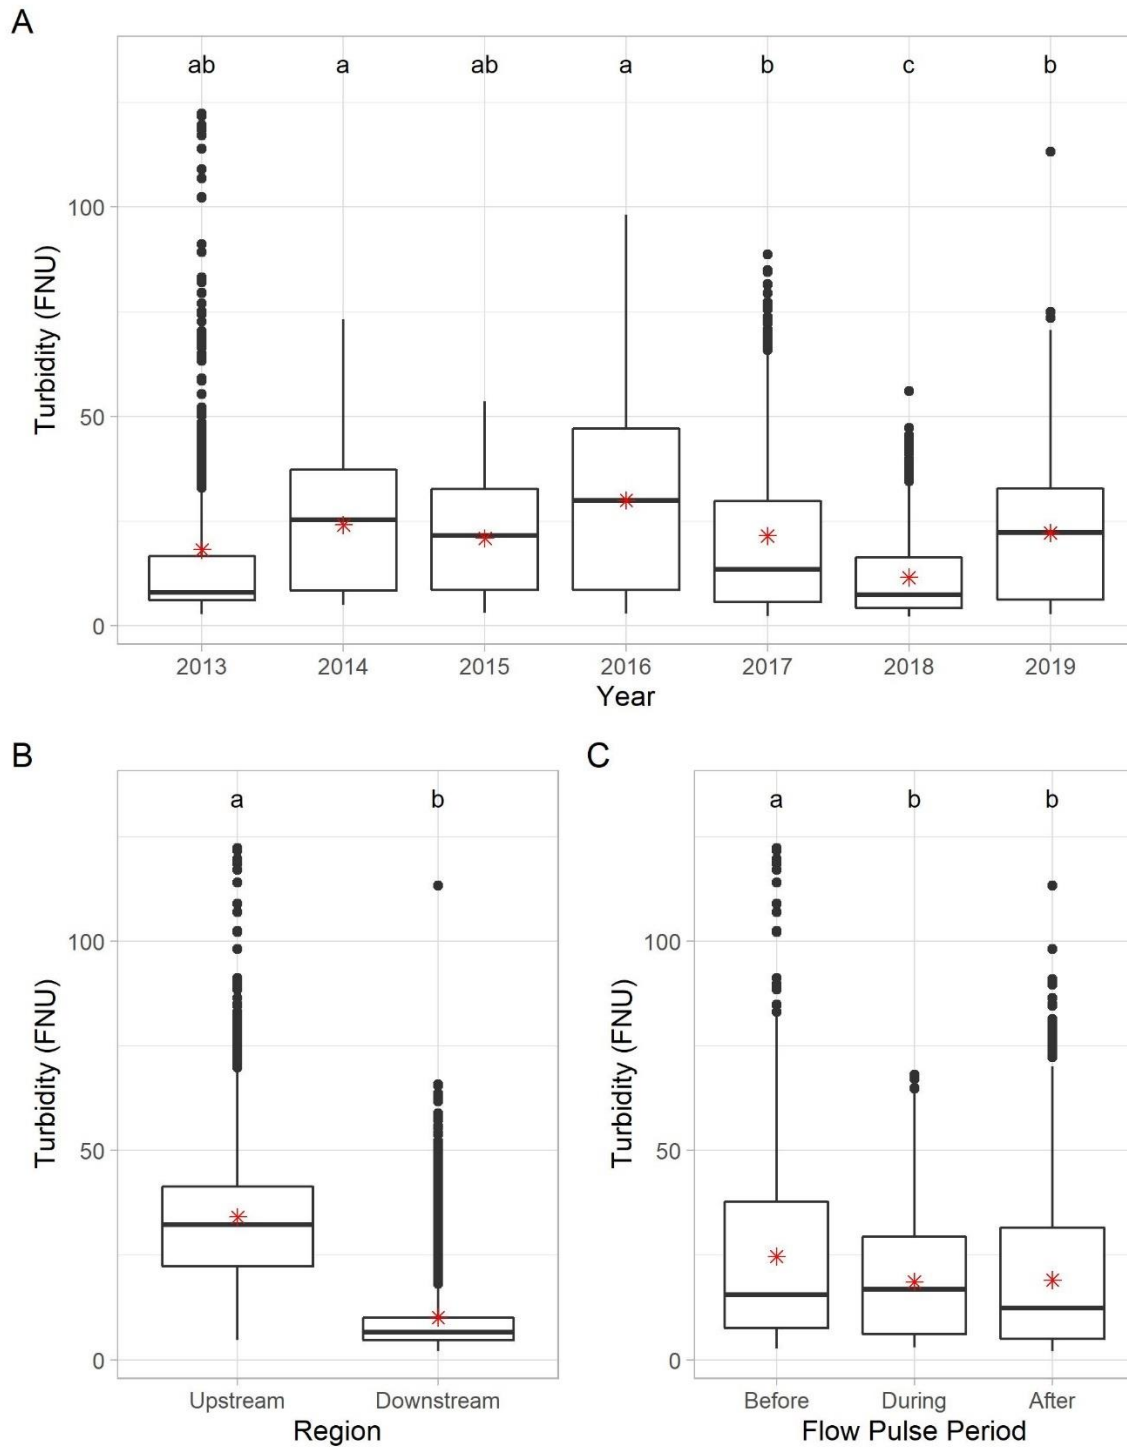 A
ab a ab a b c b
100
50
0
Turbidity (FNU)
2013 2014 2015 2016 2017 2018 2019
Year
B
a b
100
50
0
Turbidity (FNU)
Upstream Downstream
Region
C
a b b
100
50
0
Turbidity (FNU)
Before During After
Flow Pulse Period